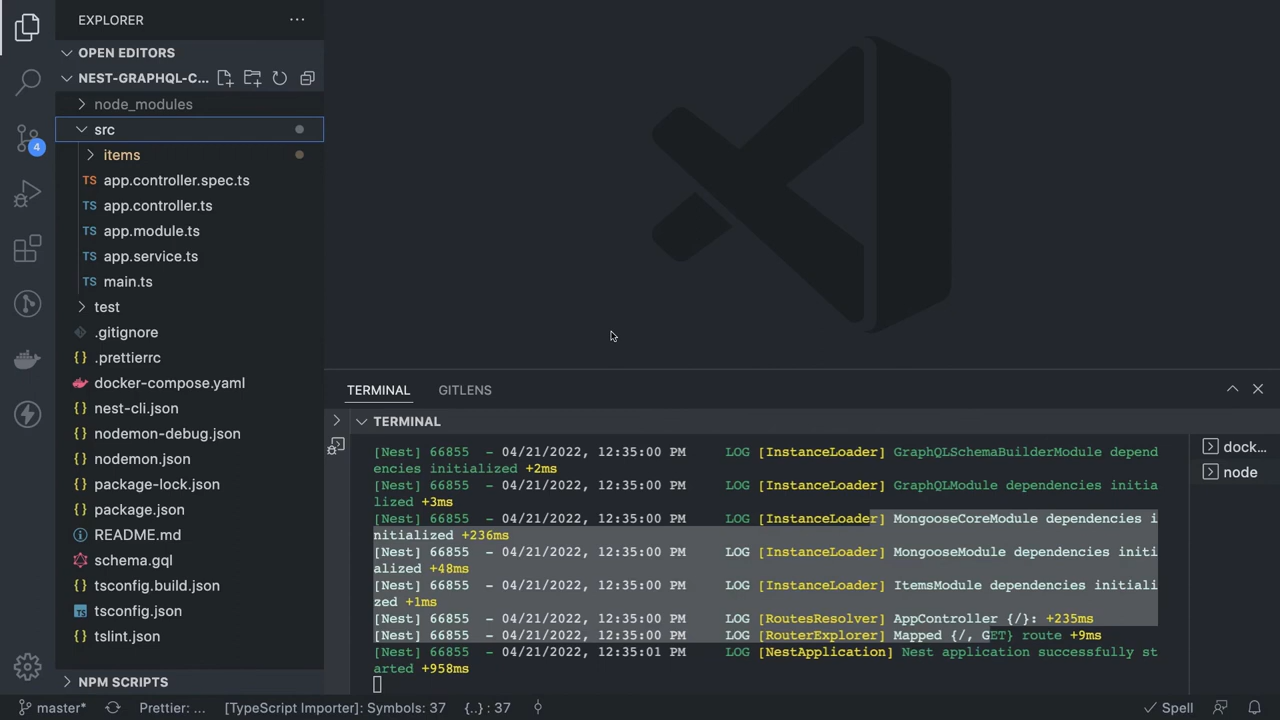 EXPLORER
OPEN EDITORS
NEST-GRAPHQL-C...
node_modules
src
items
TS app.controller.spec.ts
TS app.controller.ts
TS app.module.ts
TS app.service.ts
TS main.ts
test
.gitignore
{} .prettierrc
docker-compose.yaml
{} nest-cli.json
{} nodemon-debug.json
{} nodemon.json
{} package-lock.json
{} package.json
README.md
schema.gql
{} tsconfig.build.json
TS tsconfig.json
{} tslint.json
NPM SCRIPTS
4
TERMINAL
GITLENS
TERMINAL
[Nest] 66855  - 04/21/2022, 12:35:00 PM     LOG [InstanceLoader] GraphQLSchemaBuilderModule depend
encies initialized +2ms
[Nest] 66855  - 04/21/2022, 12:35:00 PM     LOG [InstanceLoader] GraphQLModule dependencies initia
lized +3ms
[Nest] 66855  - 04/21/2022, 12:35:00 PM     LOG [InstanceLoader] MongooseCoreModule dependencies i
nitialized +236ms
[Nest] 66855  - 04/21/2022, 12:35:00 PM     LOG [InstanceLoader] MongooseModule dependencies initi
alized +48ms
[Nest] 66855  - 04/21/2022, 12:35:00 PM     LOG [InstanceLoader] ItemsModule dependencies initiali
zed +1ms
[Nest] 66855  - 04/21/2022, 12:35:00 PM     LOG [RoutesResolver] AppController {/}: +235ms
[Nest] 66855  - 04/21/2022, 12:35:00 PM     LOG [RouterExplorer] Mapped {/, GET} route +9ms
[Nest] 66855  - 04/21/2022, 12:35:01 PM     LOG [NestApplication] Nest application successfully st
arted +958ms
dock...
node
master*
Prettier: ...
[TypeScript Importer]: Symbols: 37
{..} : 37
Spell